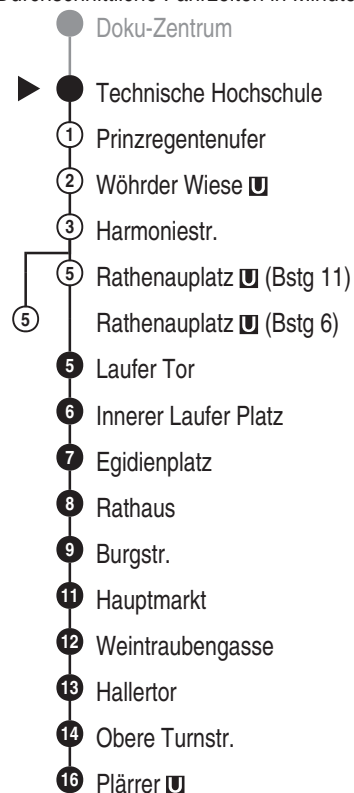 Durchschnittliche Fahrzeiten in Minute
Doku-Zentrum
Technische Hochschule
1 Prinzregentenufer
2 Wöhrder Wiese U
3 Harmoniestr.
5 Rathenauplatz U (Bstg 11)
5 Rathenauplatz U (Bstg 6)
5 Laufer Tor
6 Innerer Laufer Platz
7 Egidienplatz
8 Rathaus
9 Burgstr.
11 Hauptmarkt
12 Weintraubengasse
13 Hallertor
14 Obere Turnstr.
16 Plärrer U